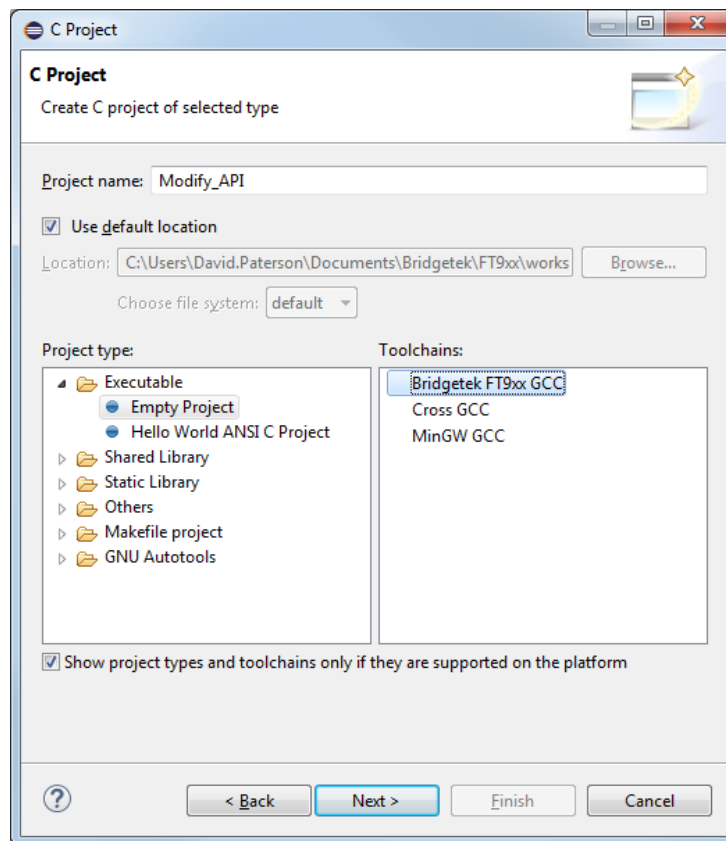 C Project
C Project
Create C project of selected type
Project name: Modify_API
Use default location
Location: C:\Users\David.Paterson\Documents\Bridgetek\FT9xx\works Browse...
Choose file system: default
Project type: Toolchains:
Executable Bridgetek FT9xx GCC
Empty Project Cross GCC
Hello World ANSI C Project MinGW GCC
Shared Library
Static Library
Others
Makefile project
GNU Autotools
Show project types and toolchains only if they are supported on the platform
? < Back Next > Finish Cancel